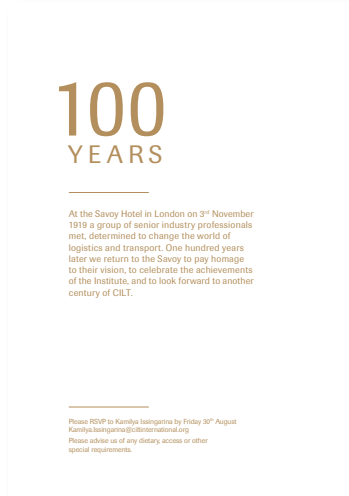 100
YEARS
At the Savoy Hotel in London on 3rd November
1919 a group of senior industry professionals
met, determined to change the world of
logistics and transport. One hundred years
later we return to the Savoy to pay homage
to their vision, to celebrate the achievements
of the Institute, and to look forward to another
century of CILT.
Please RSVP to Kamilya Issingarina by Friday 30th August
Kamilya.Issingarina@ciltinternational.org
Please advise us of any dietary, access or other
special requirements.